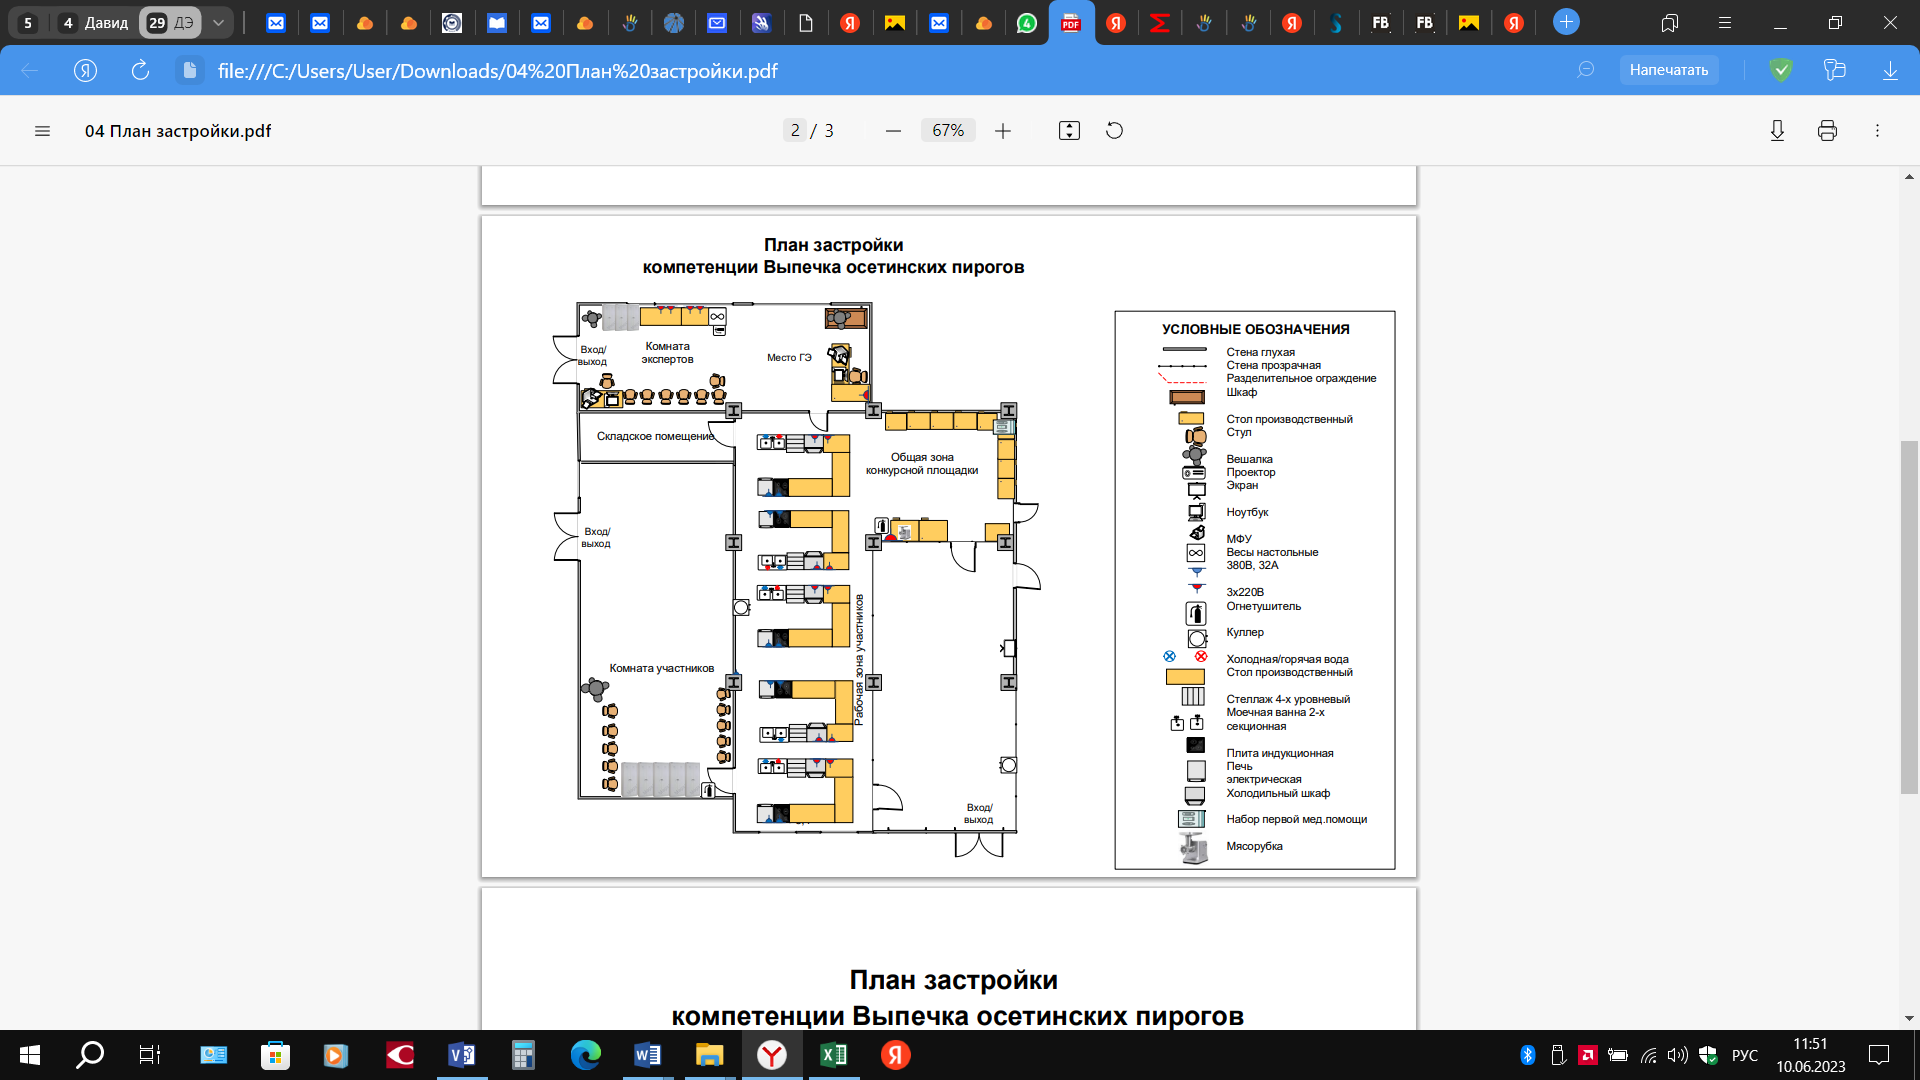 5
4 Давид
29 ДЭ
4
PDF
FB
FB
file:///C:/Users/User/Downloads/04%20План%20застройки.pdf
Напечатать
04 План застройки.pdf
2 / 3
67%
План застройки
компетенции Выпечка осетинских пирогов
Вход/
выход
Комната
экспертов
Место ГЭ
Складское помещение
Общая зона
конкурсной площадки
Вход/
выход
Рабочая зона участников
Комната участников
Вход/
выход
УСЛОВНЫЕ ОБОЗНАЧЕНИЯ
Стена глухая
Стена прозрачная
Разделительное ограждение
Шкаф
Стол производственный
Стул
Вешалка
Проектор
Экран
Ноутбук
МФУ
Весы настольные
380В, 32А
3х220В
Огнетушитель
Куллер
Холодная/горячая вода
Стол производственный
Стеллаж 4-х уровневый
Моечная ванна 2-х
секционная
Плита индукционная
Печь
электрическая
Холодильный шкаф
Набор первой мед.помощи
Мясорубка
План застройки
компетенции Выпечка осетинских пирогов
РУС
11:51
10.06.2023